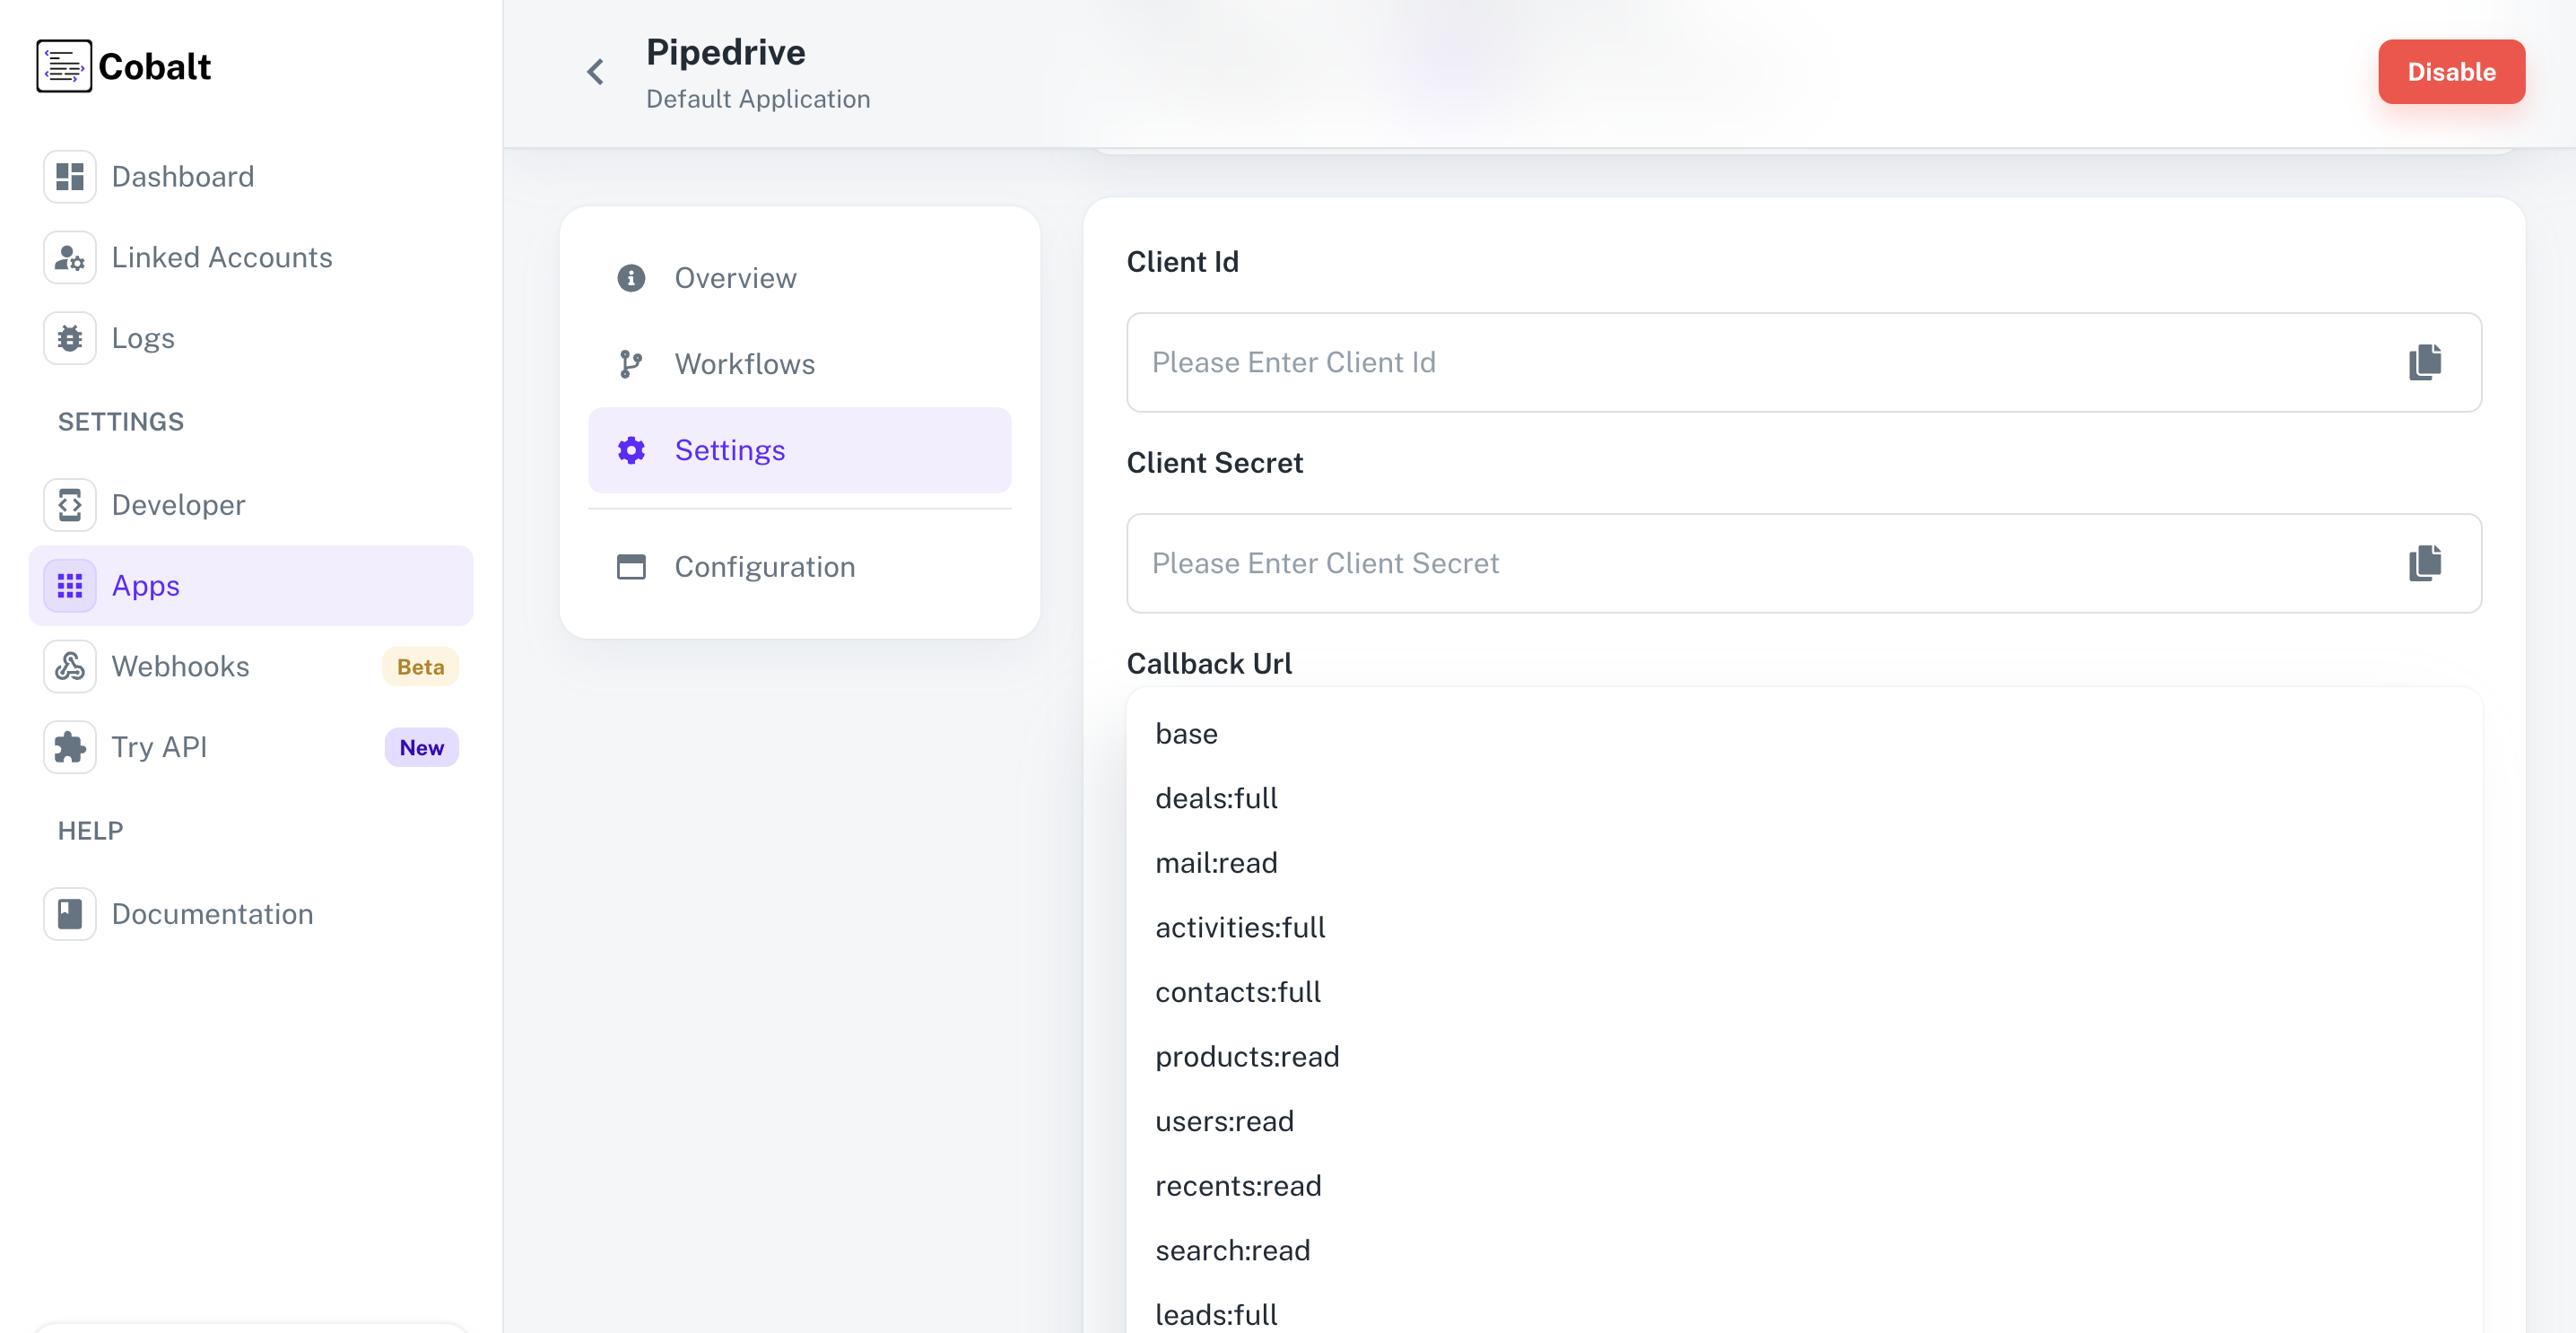 Cobalt
Dashboard
Linked Accounts
Logs
SETTINGS
Developer
Apps
Webhooks Beta
Try API New
HELP
Documentation
Pipedrive
Default Application
Disable
Overview
Workflows
Settings
Configuration
Client Id
Please Enter Client Id
Client Secret
Please Enter Client Secret
Callback Url
base
deals:full
mail:read
activities:full
contacts:full
products:read
users:read
recents:read
search:read
leads:full